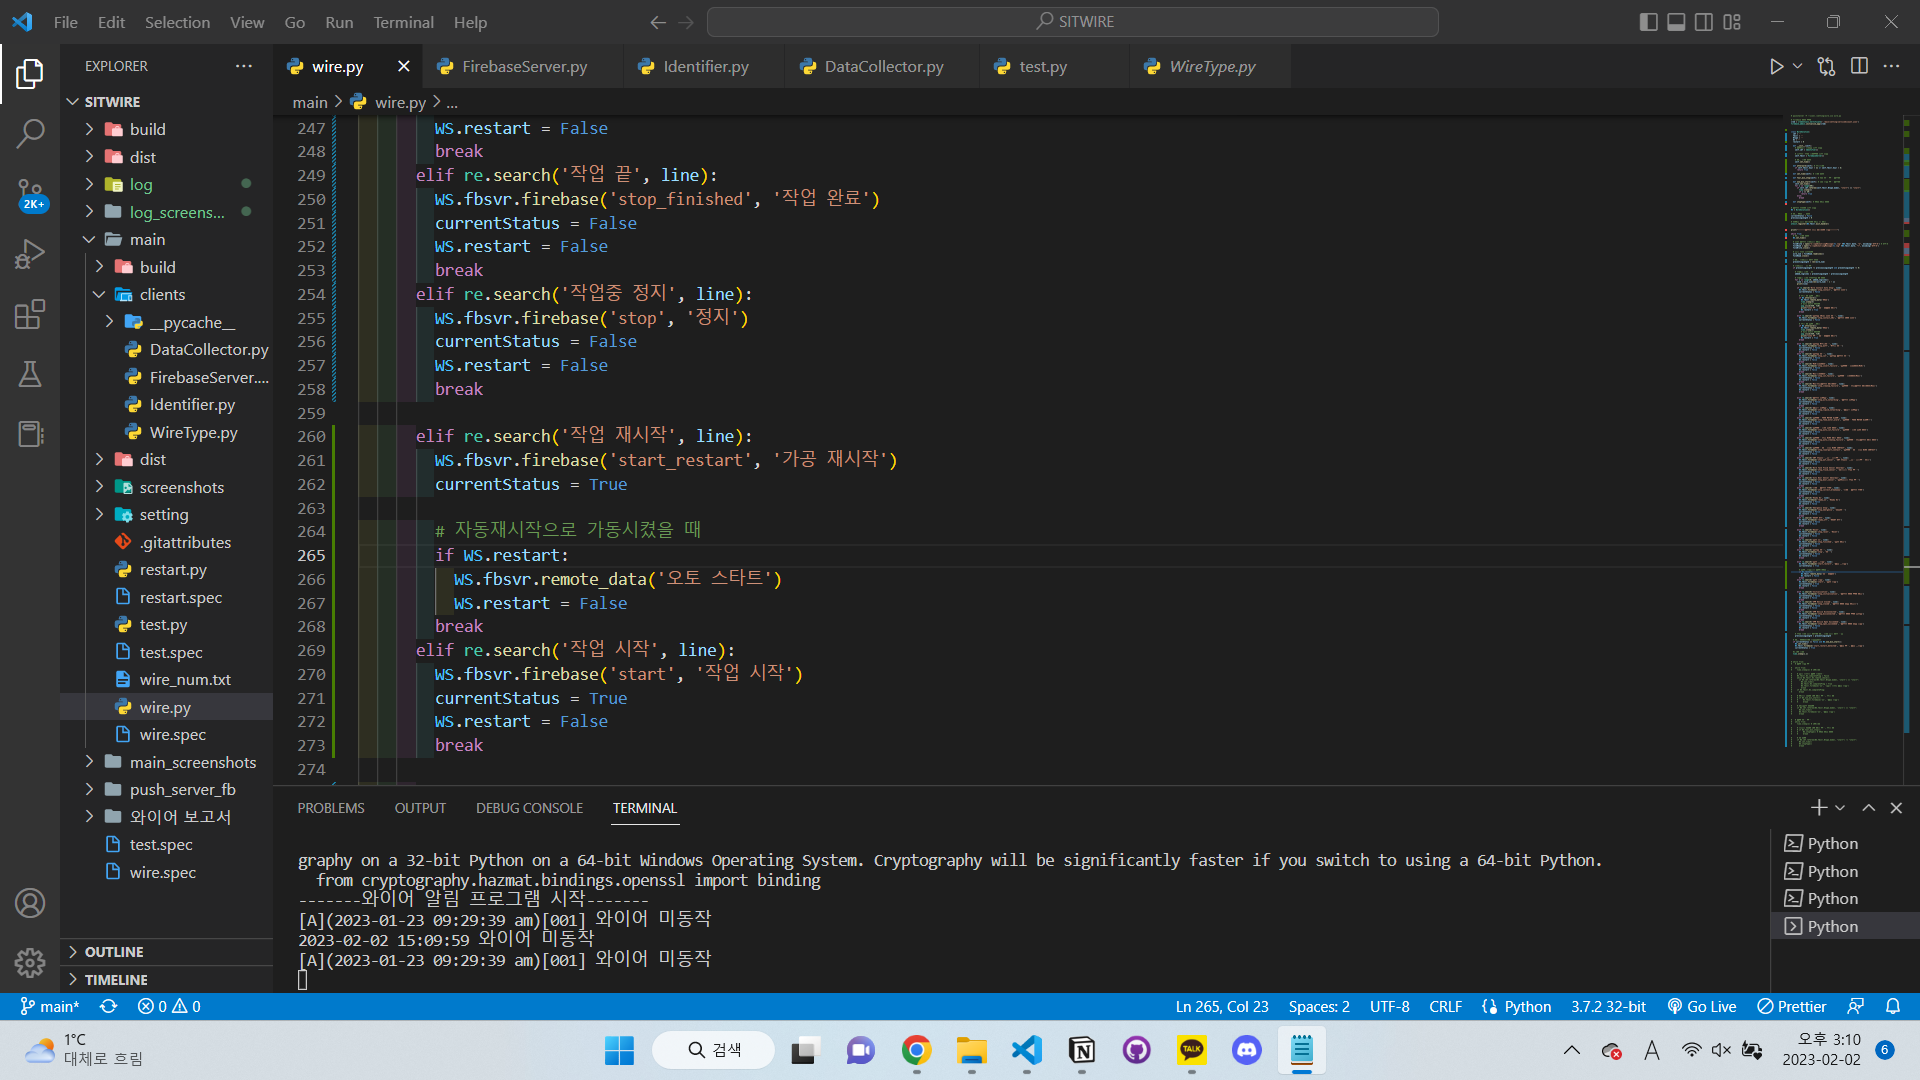 File Edit Selection View Go Run Terminal Help
SITWIRE
EXPLORER
wire.py
FirebaseServer.py
Identifier.py
DataCollector.py
test.py
WireType.py
main > wire.py > ...
2K+
SITWIRE
build
dist
log
log_screens...
main
build
clients
__pycache__
DataCollector.py
FirebaseServer....
Identifier.py
WireType.py
dist
screenshots
setting
.gitattributes
restart.py
restart.spec
test.py
test.spec
wire_num.txt
wire.py
wire.spec
main_screenshots
push_server_fb
와이어 보고서
test.spec
wire.spec
OUTLINE
TIMELINE
247 WS.restart = False
248 break
249 elif re.search('작업 끝', line):
250 WS.fbsvr.firebase('stop_finished', '작업 완료')
251 currentStatus = False
252 WS.restart = False
253 break
254 elif re.search('작업중 정지', line):
255 WS.fbsvr.firebase('stop', '정지')
256 currentStatus = False
257 WS.restart = False
258 break
259
260 elif re.search('작업 재시작', line):
261 WS.fbsvr.firebase('start_restart', '가공 재시작')
262 currentStatus = True
263
264 # 자동재시작으로 가동시켰을 때
265 if WS.restart:
266 WS.fbsvr.remote_data('오토 스타트')
267 WS.restart = False
268 break
269 elif re.search('작업 시작', line):
270 WS.fbsvr.firebase('start', '작업 시작')
271 currentStatus = True
272 WS.restart = False
273 break
274
PROBLEMS OUTPUT DEBUG CONSOLE TERMINAL
graphy on a 32-bit Python on a 64-bit Windows Operating System. Cryptography will be significantly faster if you switch to using a 64-bit Python.
from cryptography.hazmat.bindings.openssl import binding
-------와이어 알림 프로그램 시작-------
[A](2023-01-23 09:29:39 am)[001] 와이어 미동작
2023-02-02 15:09:59 와이어 미동작
[A](2023-01-23 09:29:39 am)[001] 와이어 미동작
Python
Python
Python
Python
main* 0 0
Ln 265, Col 23 Spaces: 2 UTF-8 CRLF Python 3.7.2 32-bit Go Live Prettier
1°C
대체로 흐림
검색
TALK
A
오후 3:10
2023-02-02
6